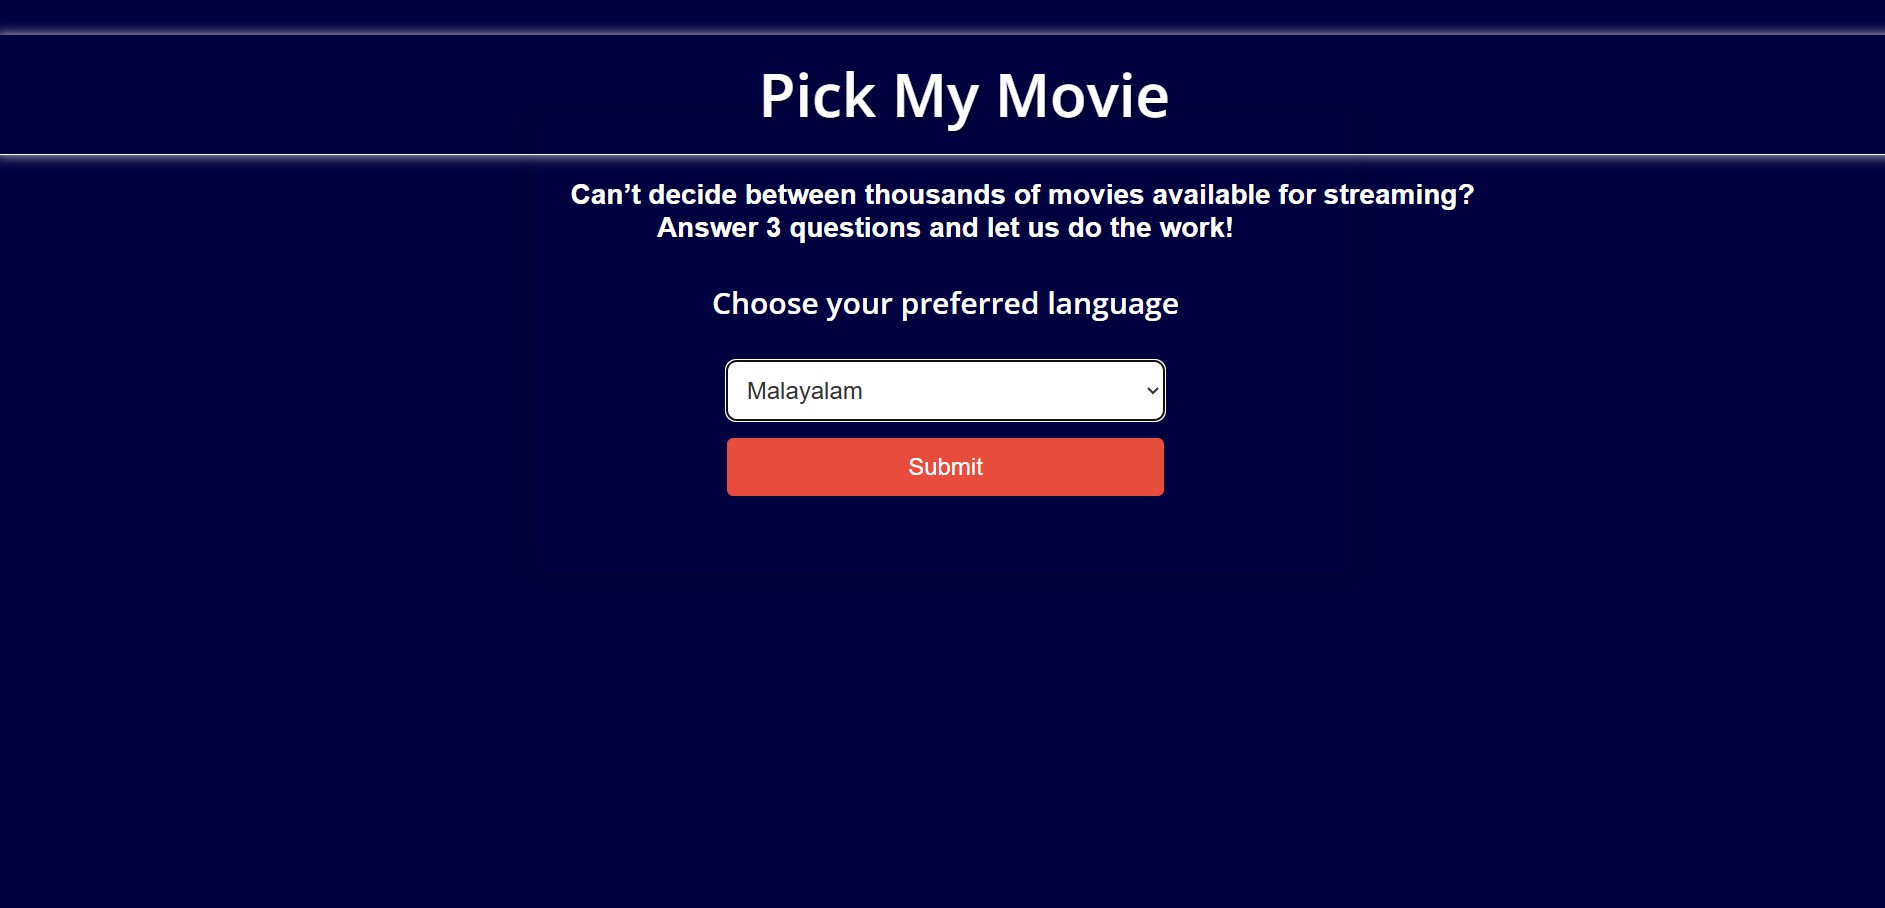 Pick My Movie
Can’t decide between thousands of movies available for streaming?
Answer 3 questions and let us do the work!
Choose your preferred language
Malayalam
Submit